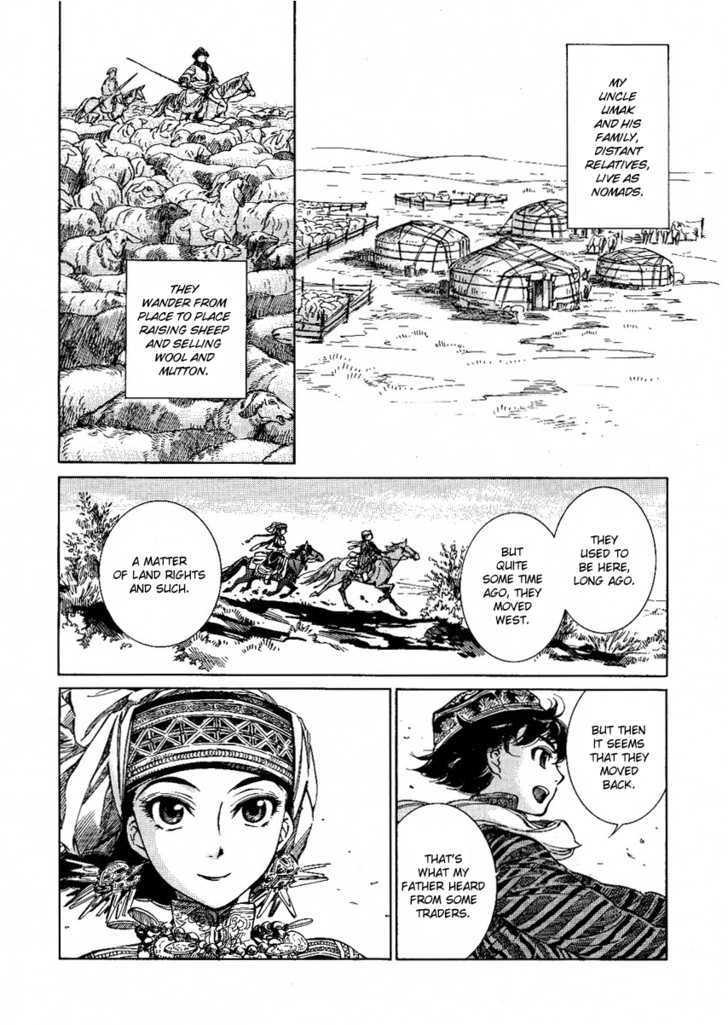 MY
UNCLE
UMAK
AND HIS
FAMILY,
DISTANT
RELATIVES,
LIVE AS
NOMADS.
THEY
WANDER FROM
PLACE TO PLACE
RAISING SHEEP
AND SELLING
WOOL AND
MUTTON.
THEY
USED TO
BE HERE,
LONG AGO.
BUT
QUITE
SOME TIME
AGO, THEY
MOVED
WEST.
A MATTER
OF LAND RIGHTS
AND SUCH.
BUT THEN
IT SEEMS
THAT THEY
MOVED
BACK.
THAT'S
WHAT MY
FATHER HEARD
FROM SOME
TRADERS.